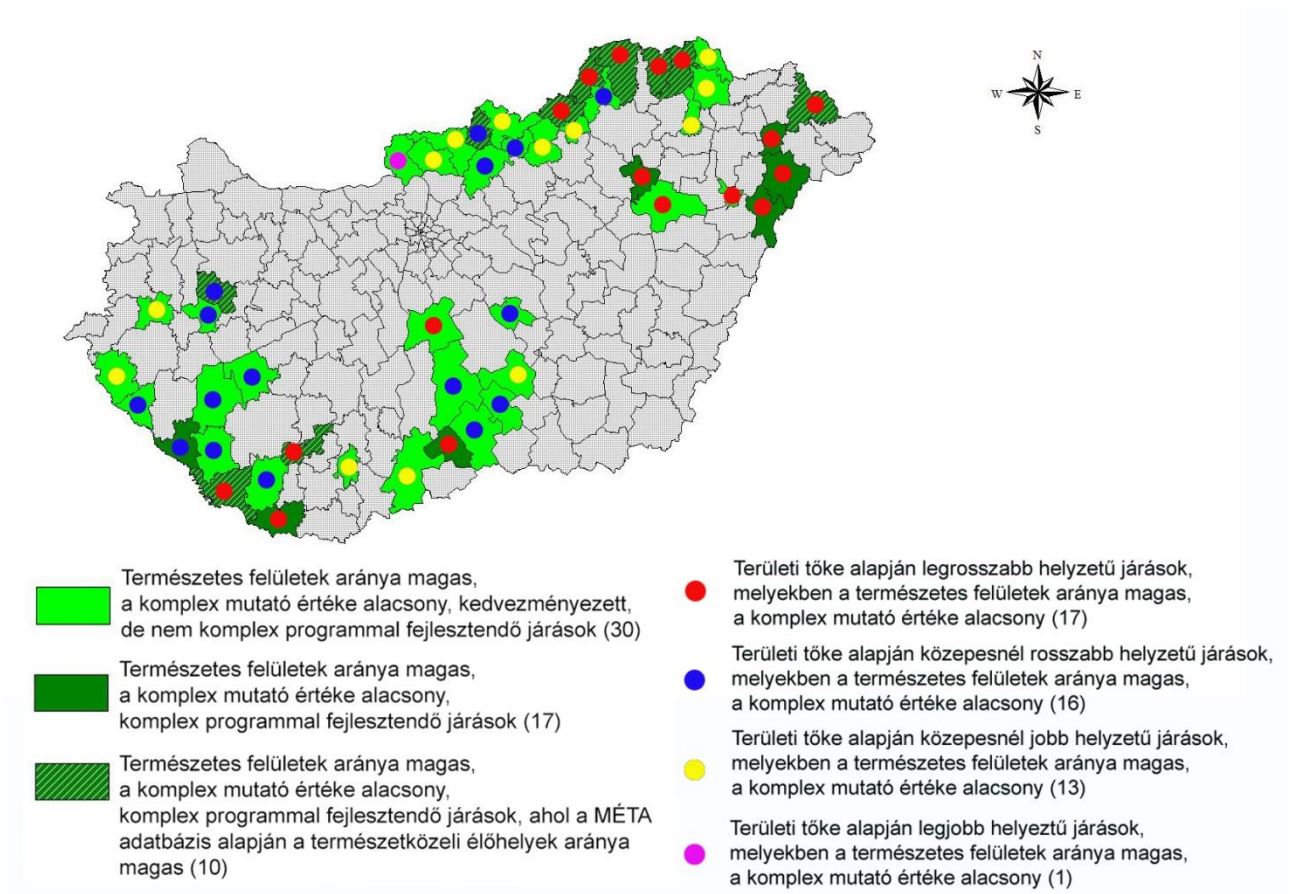 N
W E
S
Természetes felületek aránya magas,
a komplex mutató értéke alacsony, kedvezményezett,
de nem komplex programmal fejlesztendő járások (30)
Természetes felületek aránya magas,
a komplex mutató értéke alacsony,
komplex programmal fejlesztendő járások (17)
Természetes felületek aránya magas,
a komplex mutató értéke alacsony,
komplex programmal fejlesztendő járások, ahol a MÉTA
adatbázis alapján a természetközeli élőhelyek aránya
magas (10)
Területi tőke alapján legrosszabb helyzetű járások,
melyekben a természetes felületek aránya magas,
a komplex mutató értéke alacsony (17)
Területi tőke alapján közepesnél rosszabb helyzetű járások,
melyekben a természetes felületek aránya magas,
a komplex mutató értéke alacsony (16)
Területi tőke alapján közepesnél jobb helyzetű járások,
melyekben a természetes felületek aránya magas,
a komplex mutató értéke alacsony (13)
Területi tőke alapján legjobb helyeztű járások,
melyekben a természetes felületek aránya magas,
a komplex mutató értéke alacsony (1)